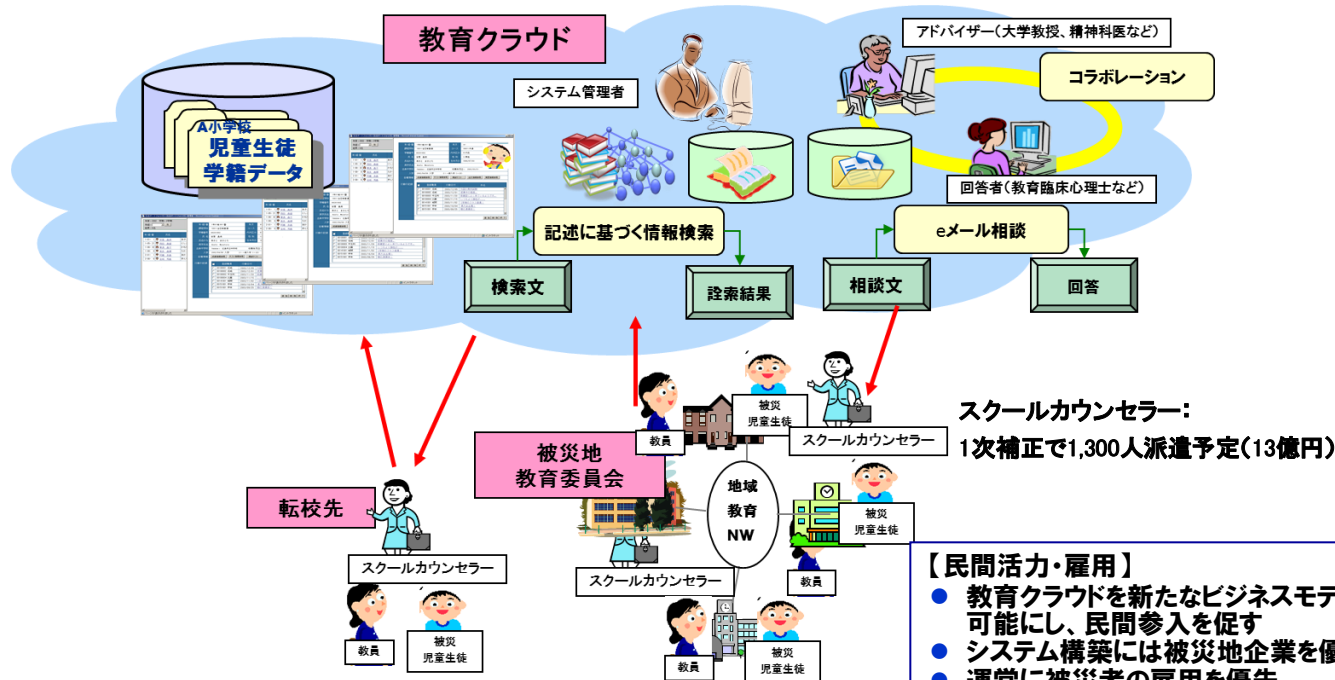 教育クラウド
アドバイザー(大学教授、精神科医など)
コラボレーション
システム管理者
A小学校
児童生徒
学籍データ
回答者(教育臨床心理士など)
記述に基づく情報検索
eメール相談
検索文
詮索結果
相談文
回答
被災
児童生徒
教員
スクールカウンセラー
スクールカウンセラー:
1次補正で1,300人派遣予定(13億円)
被災地
教育委員会
転校先
地域
教育
NW
被災
児童生徒
スクールカウンセラー
スクールカウンセラー
教員
教員
被災
児童生徒
教員
被災
児童生徒
【民間活力・雇用】
● 教育クラウドを新たなビジネスモデ
可能にし、民間参入を促す
● システム構築には被災地企業を優
● 運営に被災者の雇用を優先